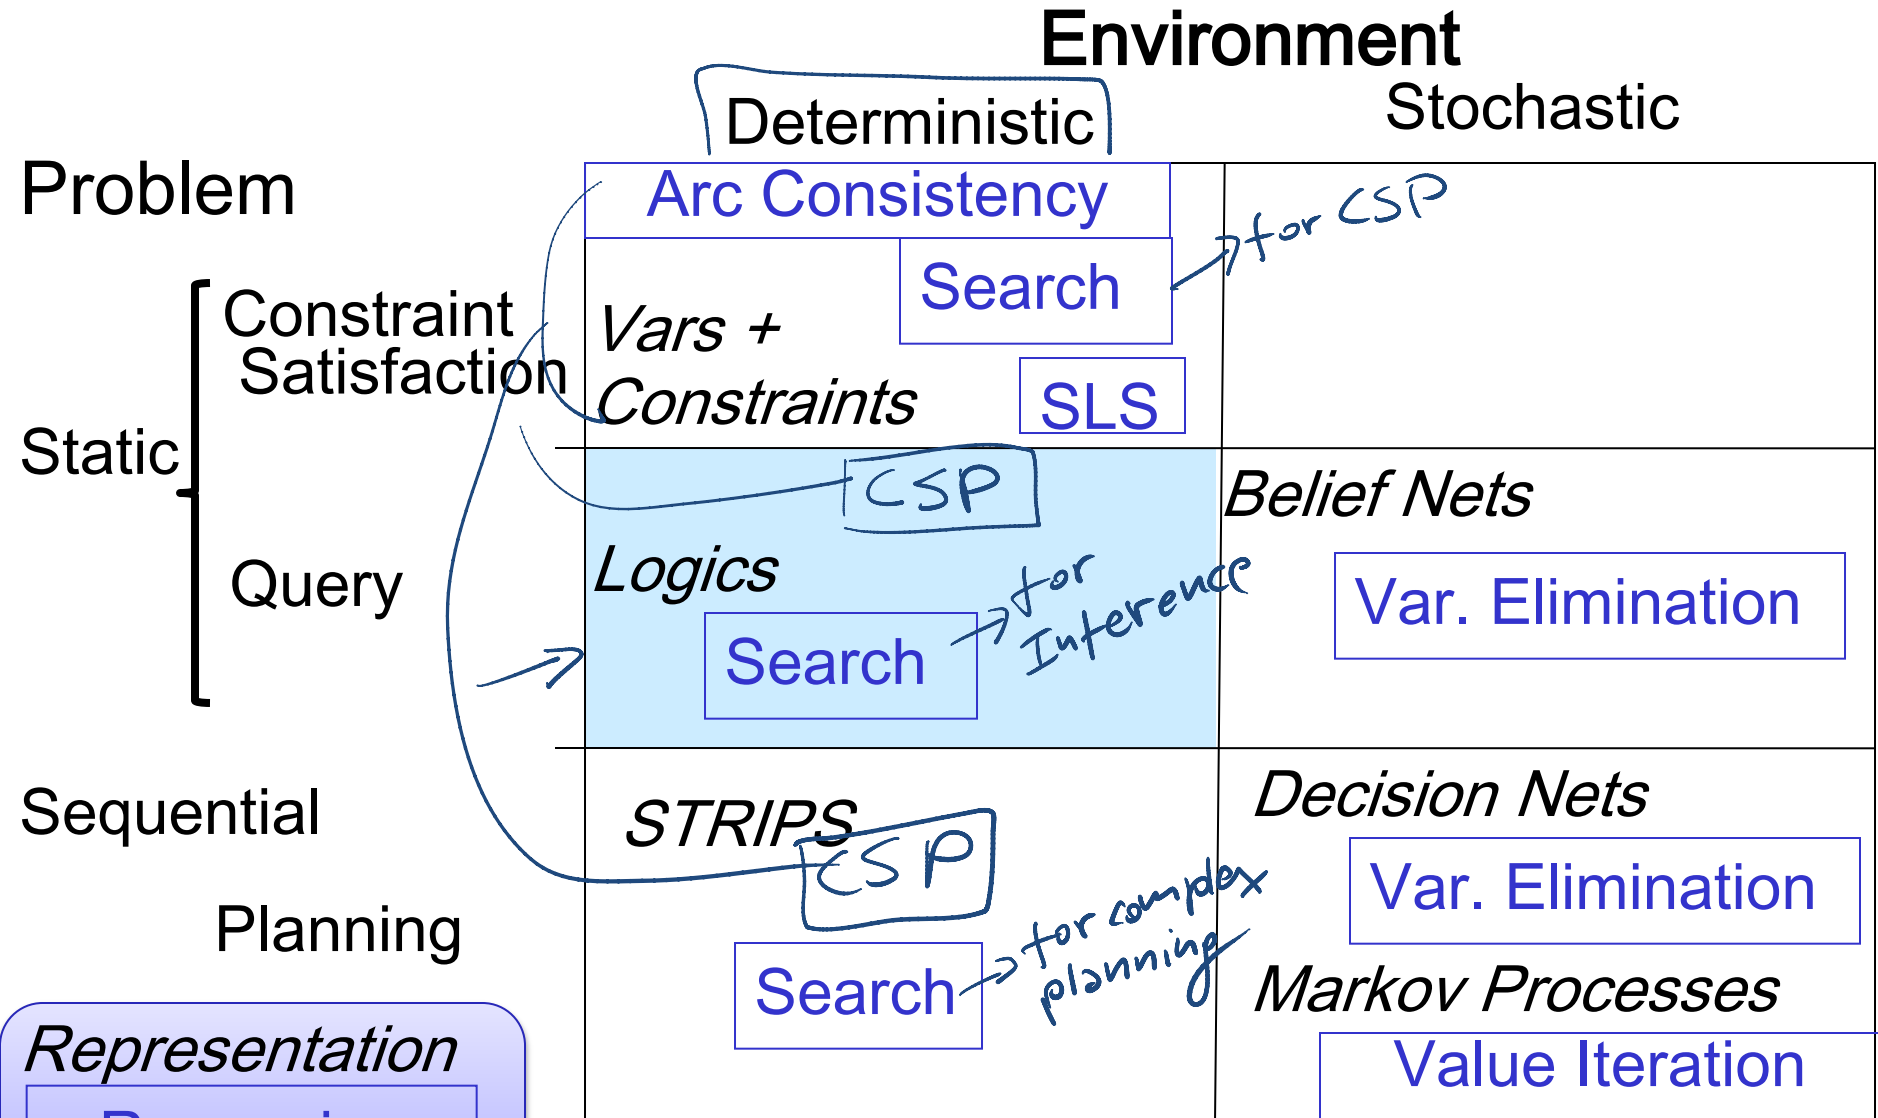 Environment
Deterministic
Stochastic
Problem
Arc Consistency
for CSP
Search
Constraint
Satisfaction
Vars +
Constraints
SLS
Static
CSP
Belief Nets
Query
Logics
for
Inference
Var. Elimination
Search
Sequential
STRIPS
CSP
Decision Nets
Var. Elimination
Planning
for complex
planning
Search
Markov Processes
Representation
Value Iteration